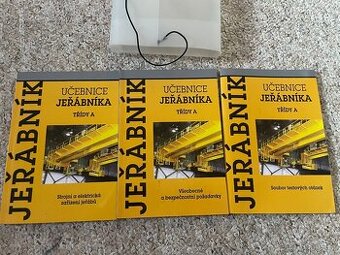 JEŘÁBNÍK
UČEBNICE
JEŘÁBNÍKA
TŘÍDY A
Strojní a elektrická
zařízení jeřábů
JEŘÁBNÍK
UČEBNICE
JEŘÁBNÍKA
TŘÍDY A
Všeobecné
a bezpečnostní požadavky
JEŘÁBNÍK
UČEBNICE
JEŘÁBNÍKA
TŘÍDY A
Soubor testových otázek